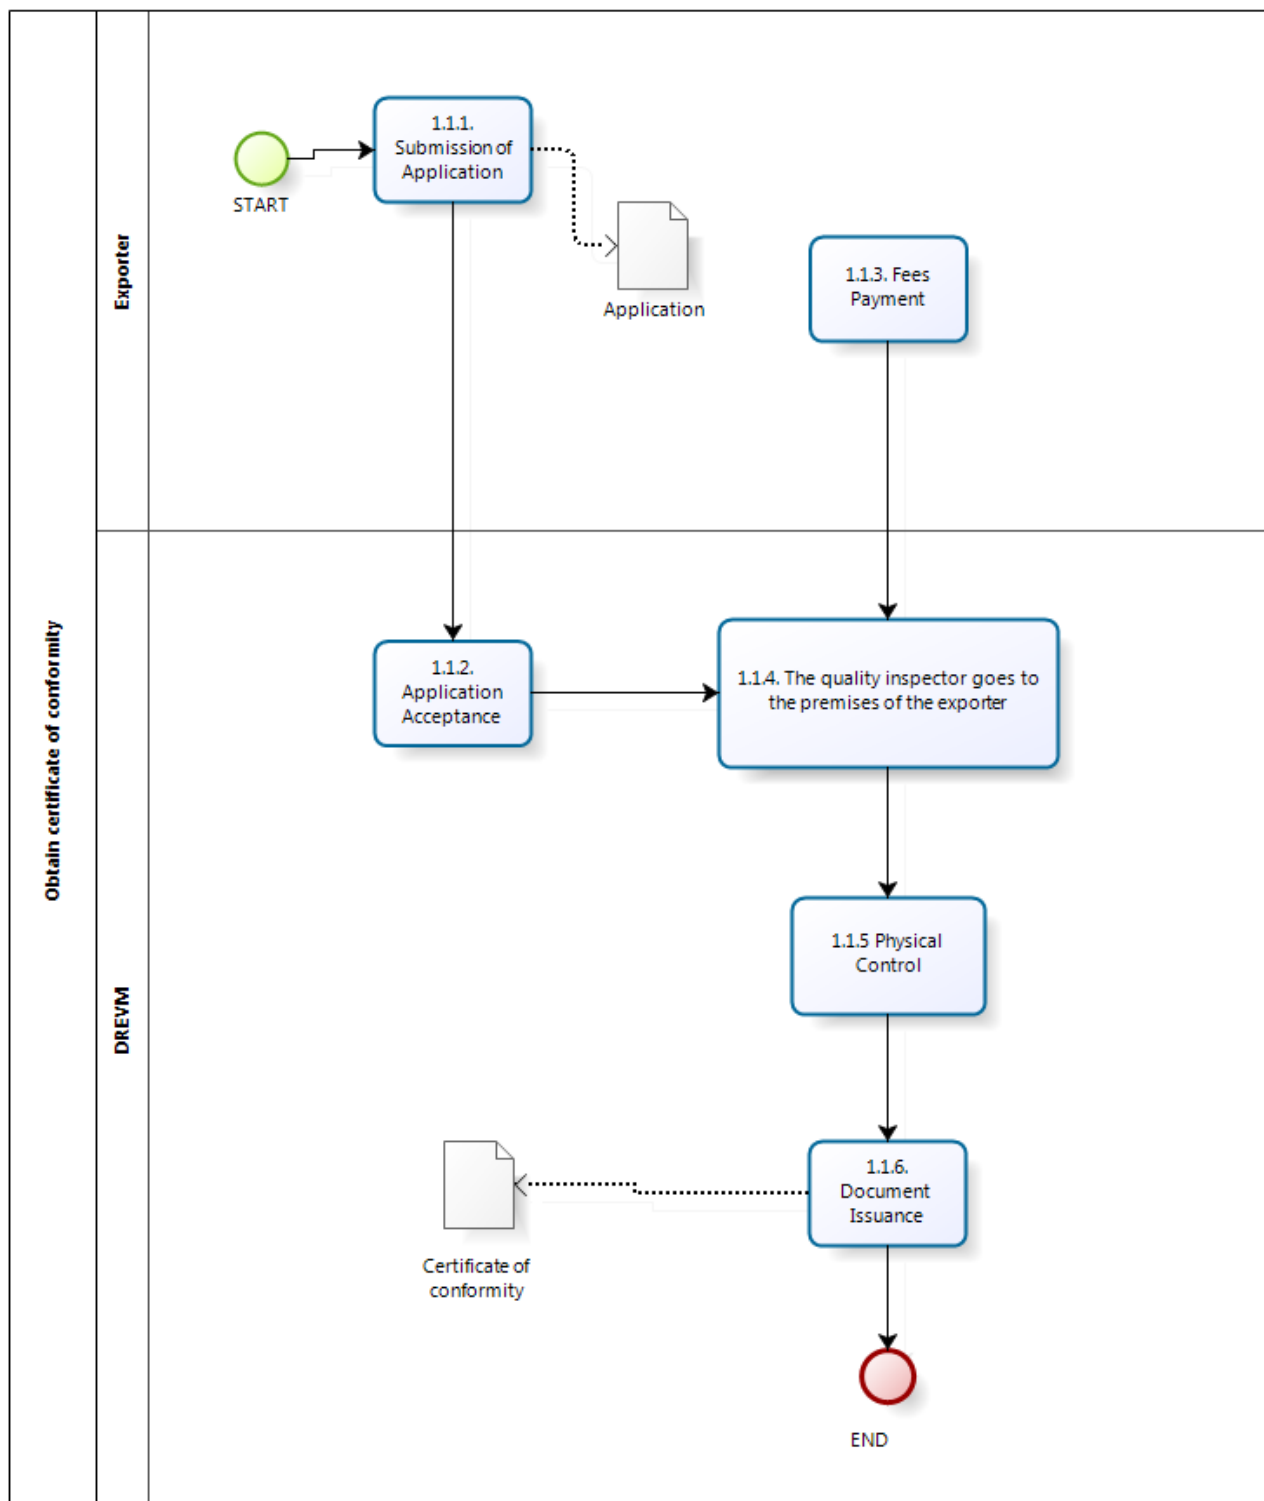 Obtain certificate of conformity
Exporter
START
1.1.1.
Submission of
Application
Application
1.1.3. Fees
Payment
DREVM
1.1.2.
Application
Acceptance
1.1.4. The quality inspector goes to
the premises of the exporter
1.1.5 Physical
Control
1.1.6.
Document
Issuance
Certificate of
conformity
END